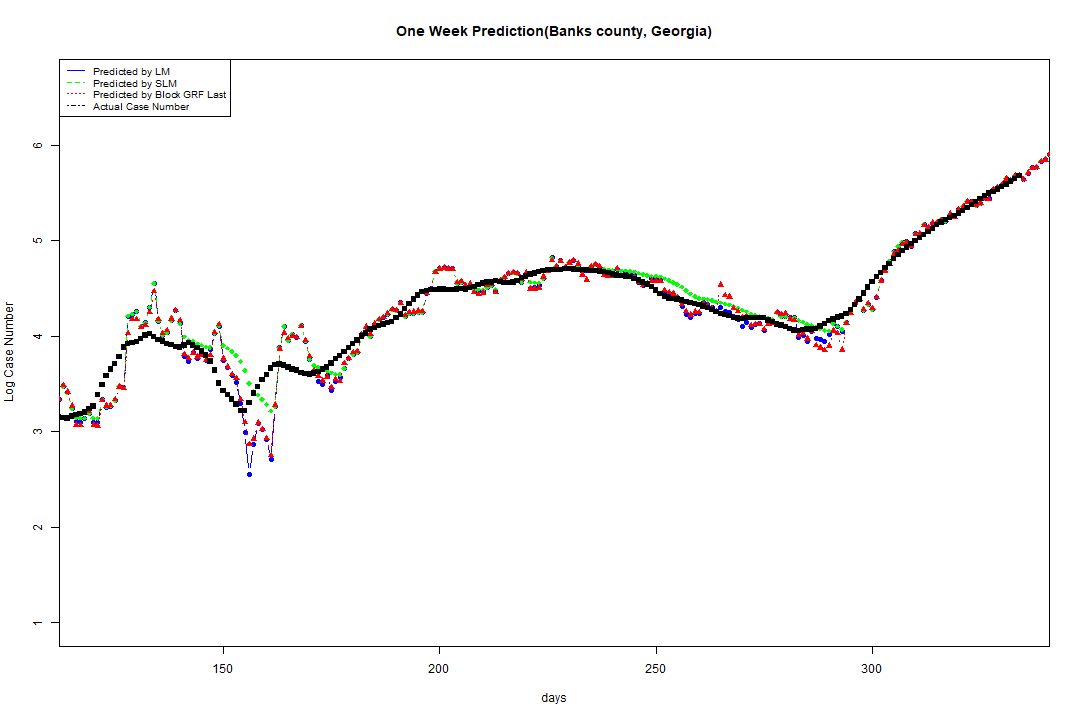 One Week Prediction(Banks county, Georgia)
Predicted by LM
Predicted by SLM
Predicted by Block GRF Last
Actual Case Number
Log Case Number
6
5
4
3
2
1
150 200 250 300
days